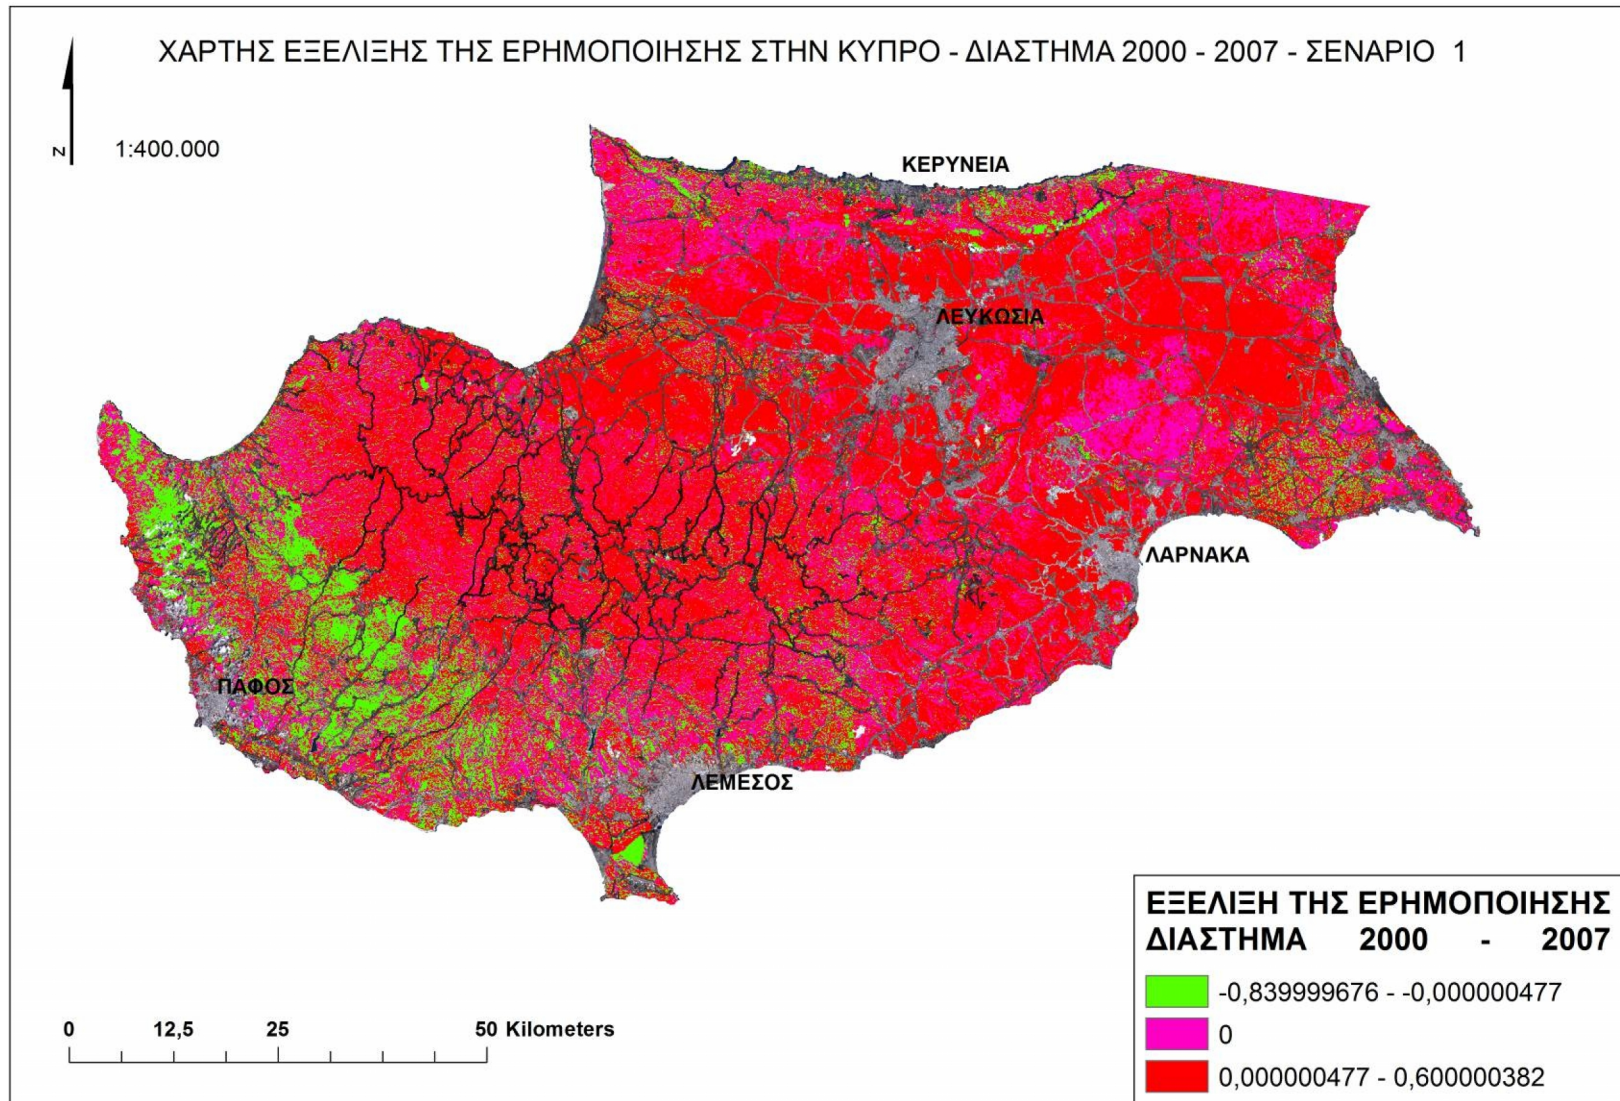 ΧΑΡΤΗΣ ΕΞΕΛΙΞΗΣ ΤΗΣ ΕΡΗΜΟΠΟΙΗΣΗΣ ΣΤΗΝ ΚΥΠΡΟ - ΔΙΑΣΤΗΜΑ 2000 - 2007 - ΣΕΝΑΡΙΟ 1
Z
1:400.000
ΚΕΡΥΝΕΙΑ
ΛΕΥΚΩΣΙΑ
ΛΑΡΝΑΚΑ
ΠΑΦΟΣ
ΛΕΜΕΣΟΣ
0 12,5 25 50 Kilometers
ΕΞΕΛΙΞΗ ΤΗΣ ΕΡΗΜΟΠΟΙΗΣΗΣ
ΔΙΑΣΤΗΜΑ 2000 - 2007
-0,839999676 - -0,000000477
0
0,000000477 - 0,600000382